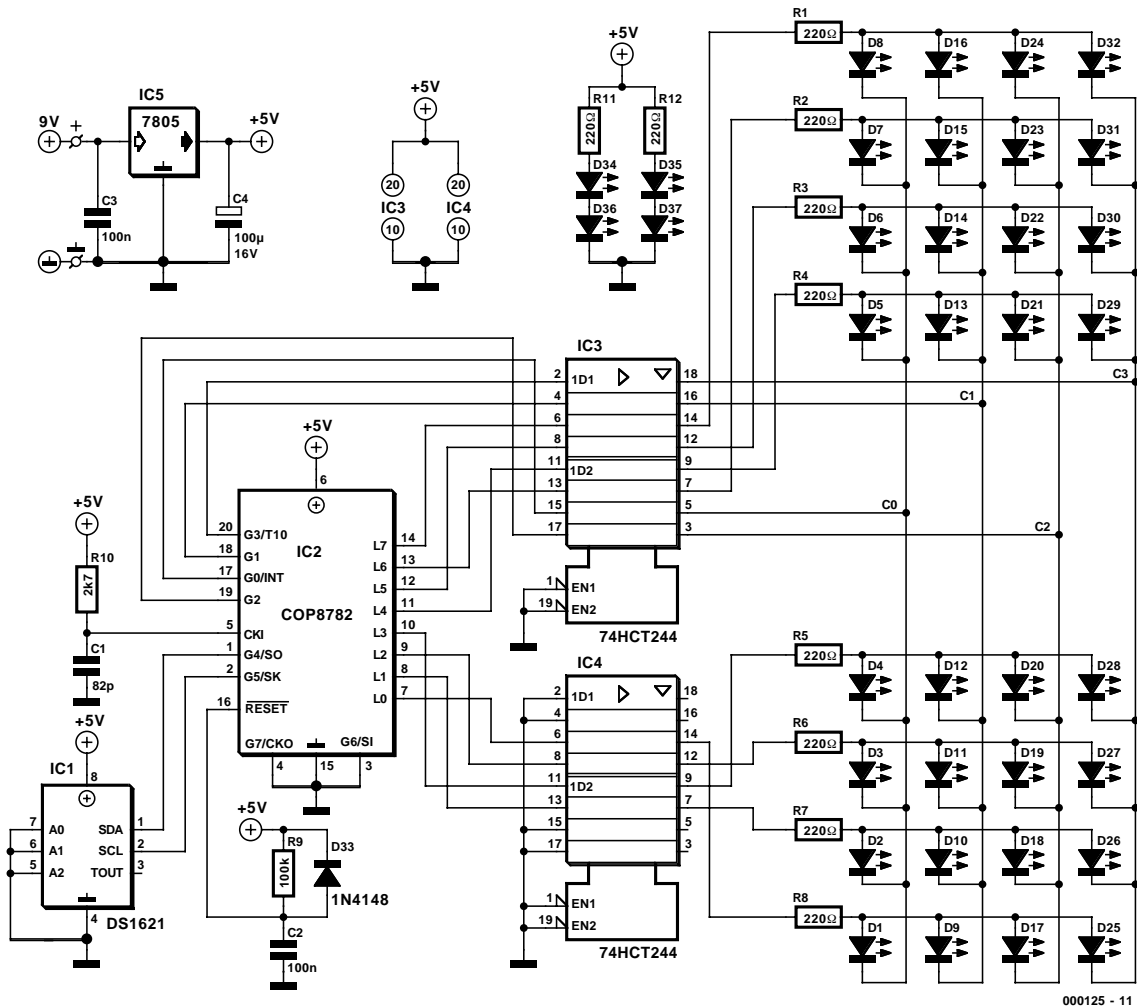 IC5
7805
9V
+
+5V
C3
100n
C4
100µ
16V
+5V
20
20
IC3
IC4
10
10
+5V
R11
220Ω
R12
220Ω
D34
D35
D36
D37
R1
220Ω
D8
D16
D24
D32
R2
220Ω
D7
D15
D23
D31
R3
220Ω
D6
D14
D22
D30
R4
220Ω
D5
D13
D21
D29
IC3
2
1D1
18
4
16
6
14
8
12
11
1D2
9
13
7
15
5
17
3
1
EN1
19
EN2
74HCT244
C3
C1
C0
C2
+5V
6
IC2
COP8782
20
G3/T10
18
G1
17
G0/INT
19
G2
5
CKI
1
G4/SO
2
G5/SK
16
RESET
G7/CKO
G6/SI
4
15
3
L7
14
L6
13
L5
12
L4
11
L3
10
L2
9
L1
8
L0
7
+5V
R10
2k7
C1
82p
+5V
IC1
8
7
A0
SDA
1
6
A1
SCL
2
5
A2
TOUT
3
4
DS1621
+5V
R9
100k
D33
1N4148
C2
100n
IC4
2
1D1
18
4
16
6
14
8
12
11
1D2
9
13
7
15
5
17
3
1
EN1
19
EN2
74HCT244
R5
220Ω
D4
D12
D20
D28
R6
220Ω
D3
D11
D19
D27
R7
220Ω
D2
D10
D18
D26
R8
220Ω
D1
D9
D17
D25
000125 - 11